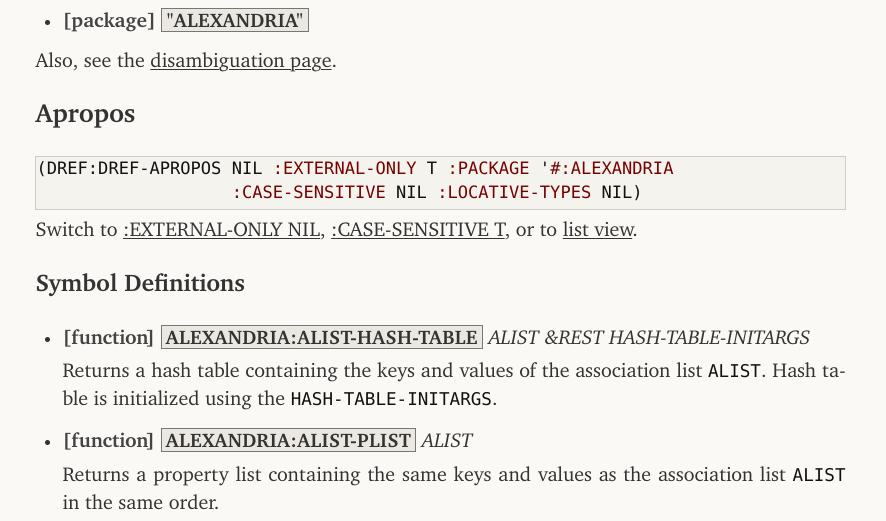 • [package] "ALEXANDRIA"
Also, see the disambiguation page.
Apropos
(DREF:DREF-APROPOS NIL :EXTERNAL-ONLY T :PACKAGE '#:ALEXANDRIA
:CASE-SENSITIVE NIL :LOCATIVE-TYPES NIL)
Switch to :EXTERNAL-ONLY NIL, :CASE-SENSITIVE T, or to list view.
Symbol Definitions
• [function] ALEXANDRIA:ALIST-HASH-TABLE ALIST &REST HASH-TABLE-INITARGS
Returns a hash table containing the keys and values of the association list ALIST. Hash ta-
ble is initialized using the HASH-TABLE-INITARGS.
• [function] ALEXANDRIA:ALIST-PLIST ALIST
Returns a property list containing the same keys and values as the association list ALIST
in the same order.